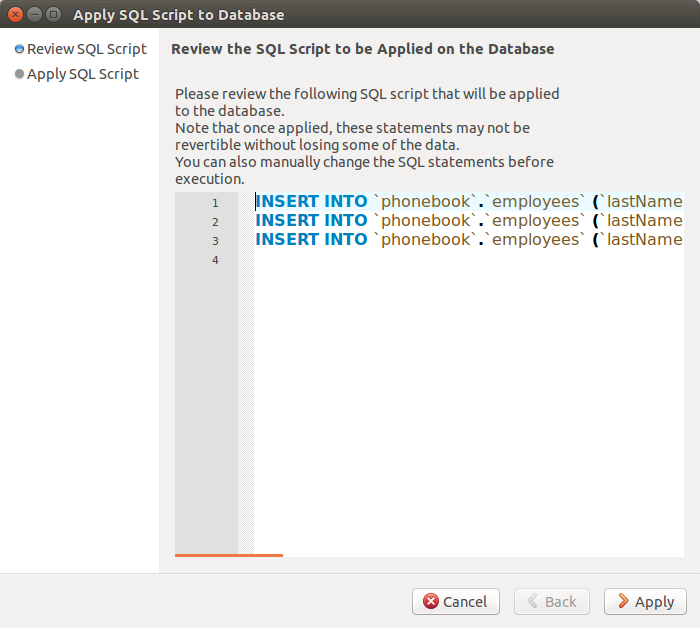 Apply SQL Script to Database
Review SQL Script
Apply SQL Script
Review the SQL Script to be Applied on the Database
Please review the following SQL script that will be applied
to the database.
Note that once applied, these statements may not be
revertible without losing some of the data.
You can also manually change the SQL statements before
execution.
1 INSERT INTO `phonebook`.`employees` (`lastName
2 INSERT INTO `phonebook`.`employees` (`lastName
3 INSERT INTO `phonebook`.`employees` (`lastName
4
Cancel Back Apply